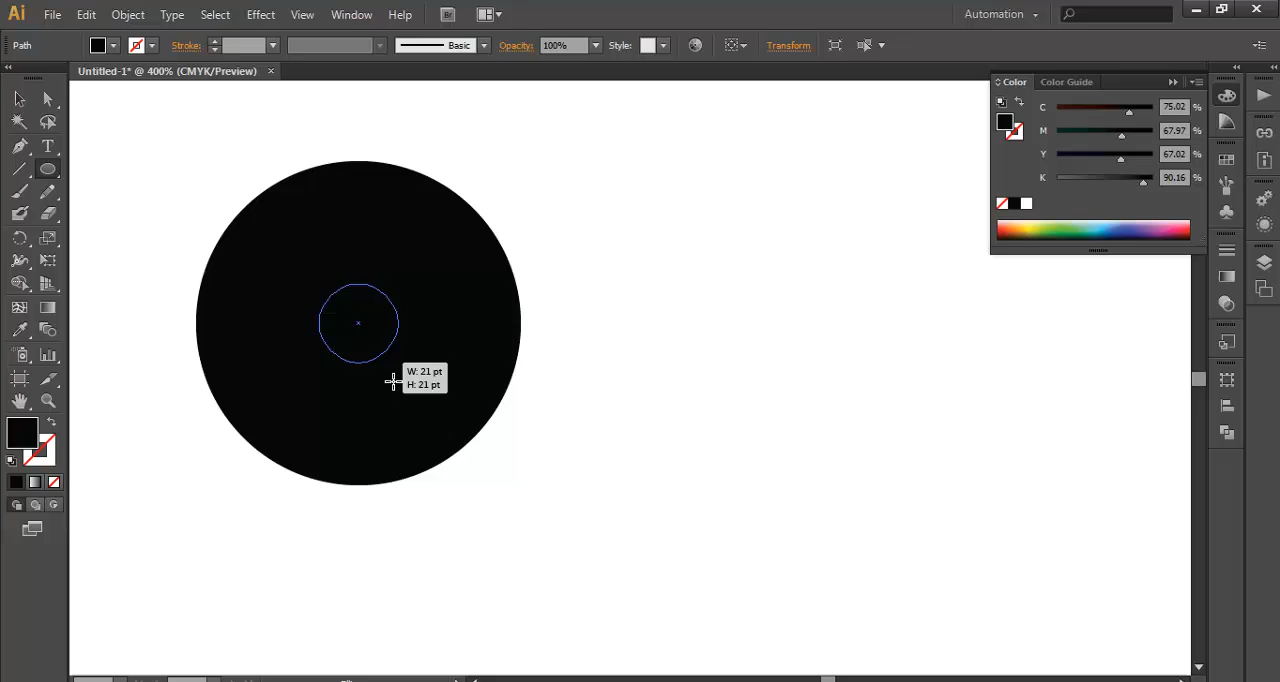 Ai File Edit Object Type Select Effect View Window Help Br Automation
Path Stroke: Basic Opacity: 100% Style: Transform
Untitled-1* @ 400% (CMYK/Preview) ×
Color Color Guide
C 75.02 %
M 67.97 %
Y 67.02 %
K 90.16 %
T
W: 21 pt
H: 21 pt